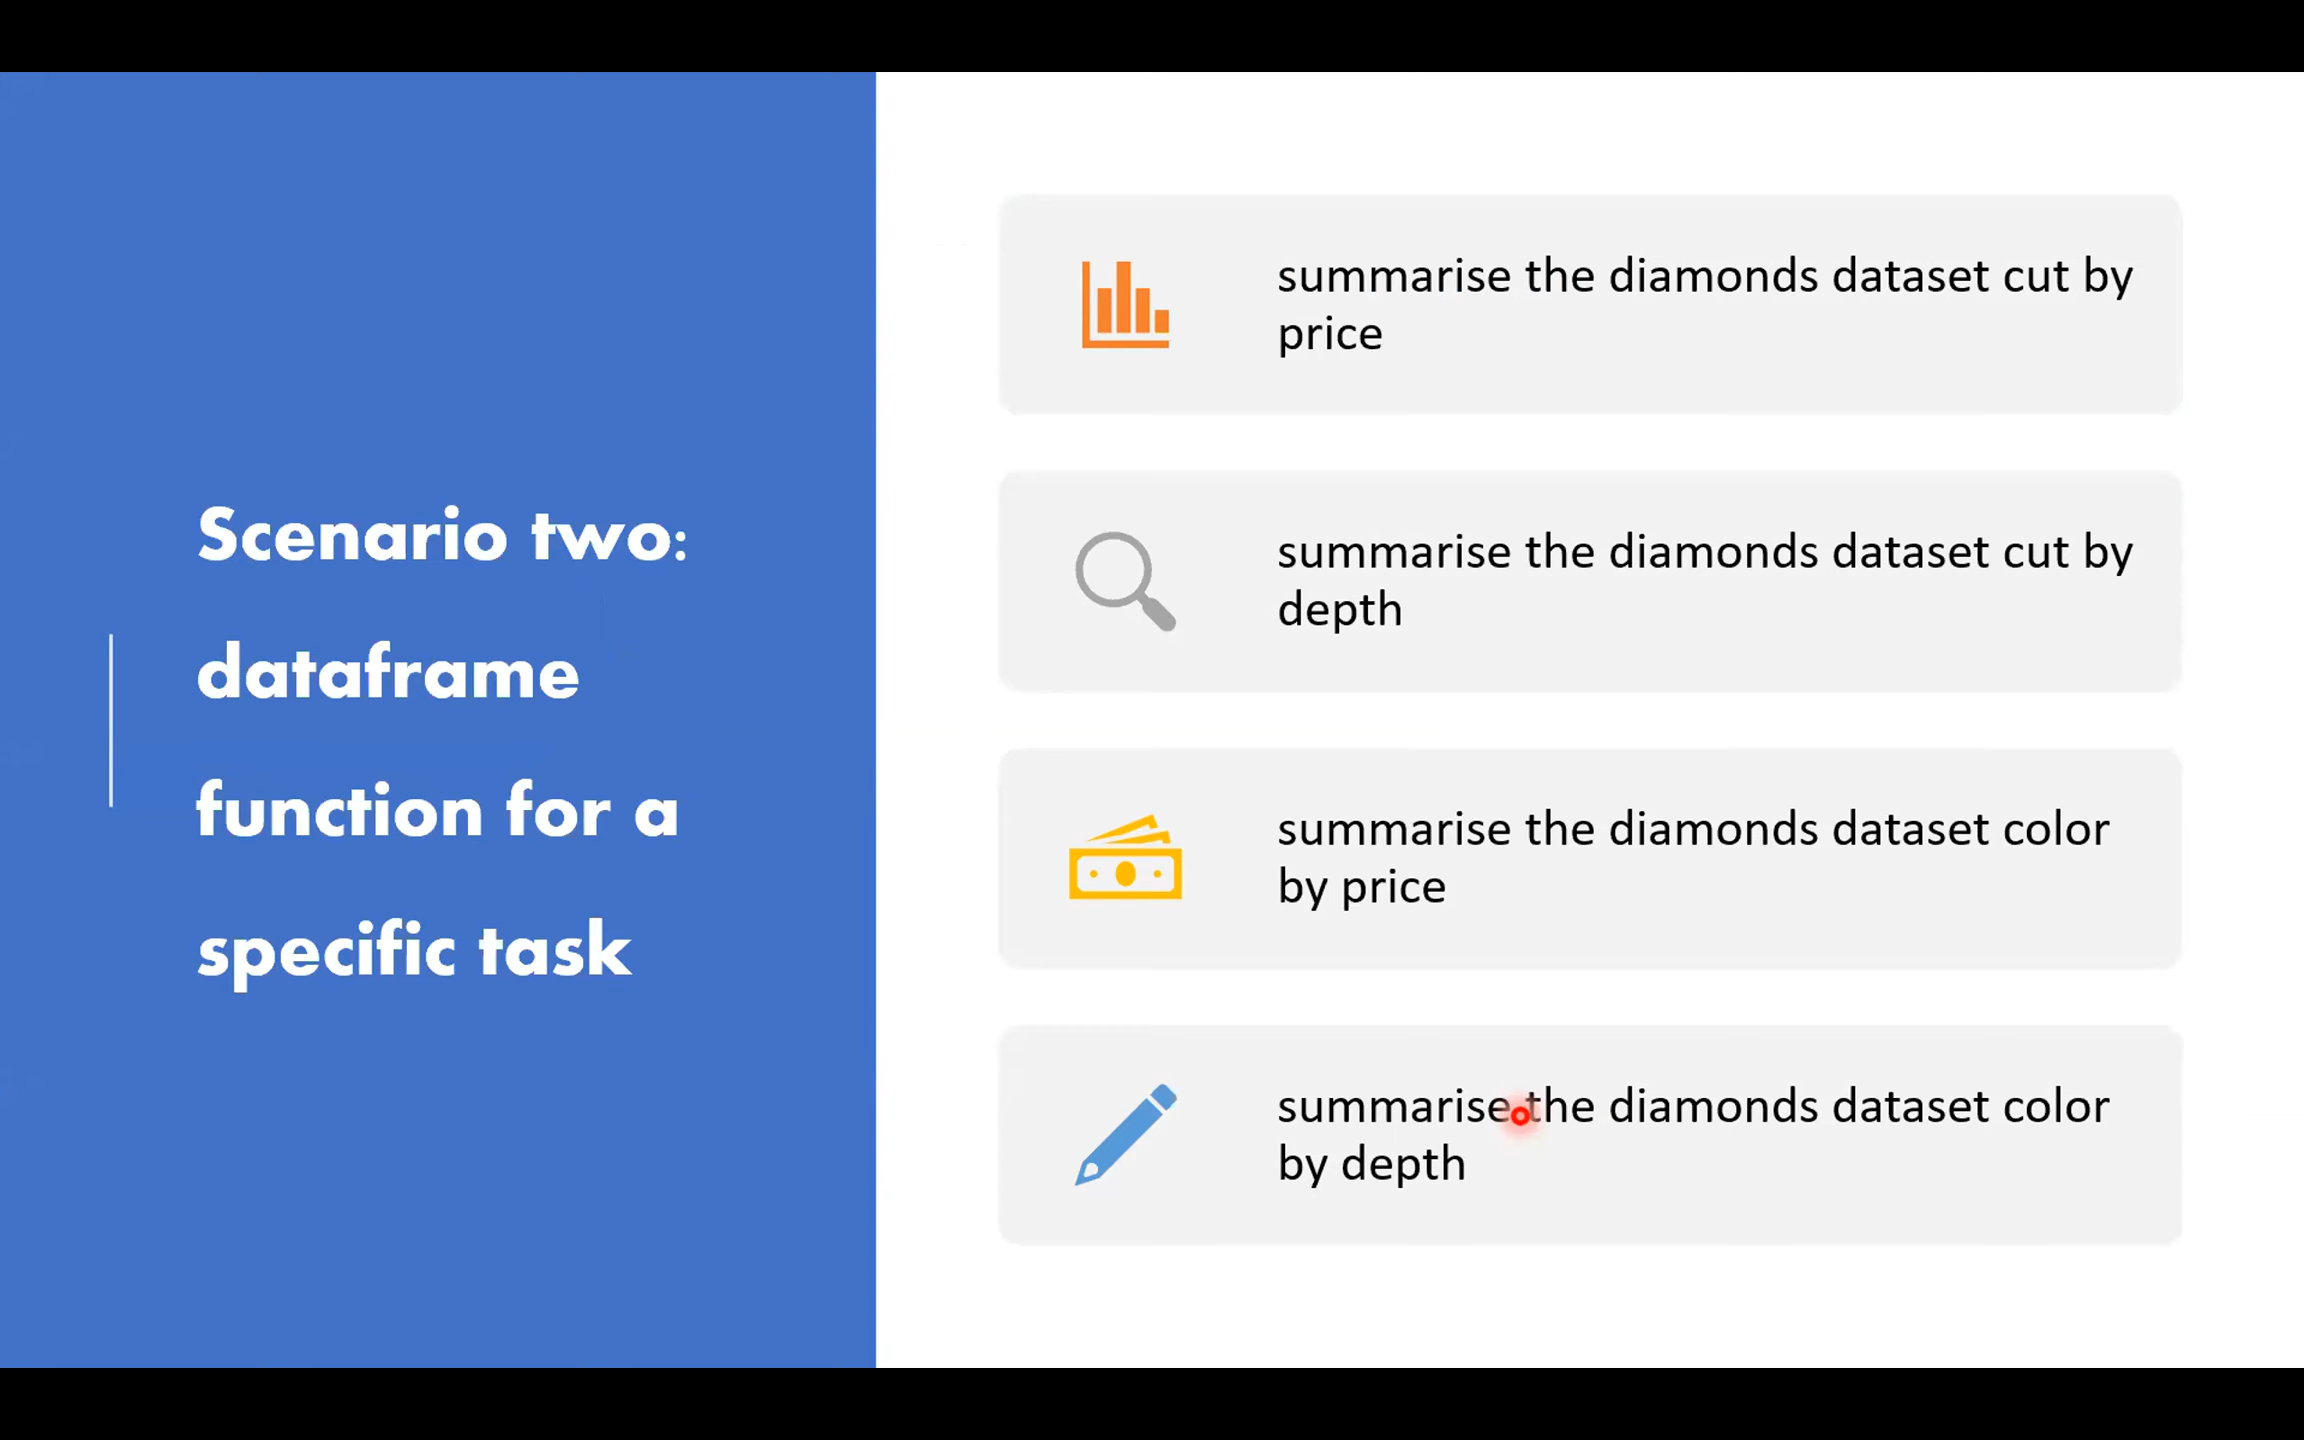 Scenario two:
dataframe
function for a
specific task
summarise the diamonds dataset cut by
price
summarise the diamonds dataset cut by
depth
summarise the diamonds dataset color
by price
summarise the diamonds dataset color
by depth